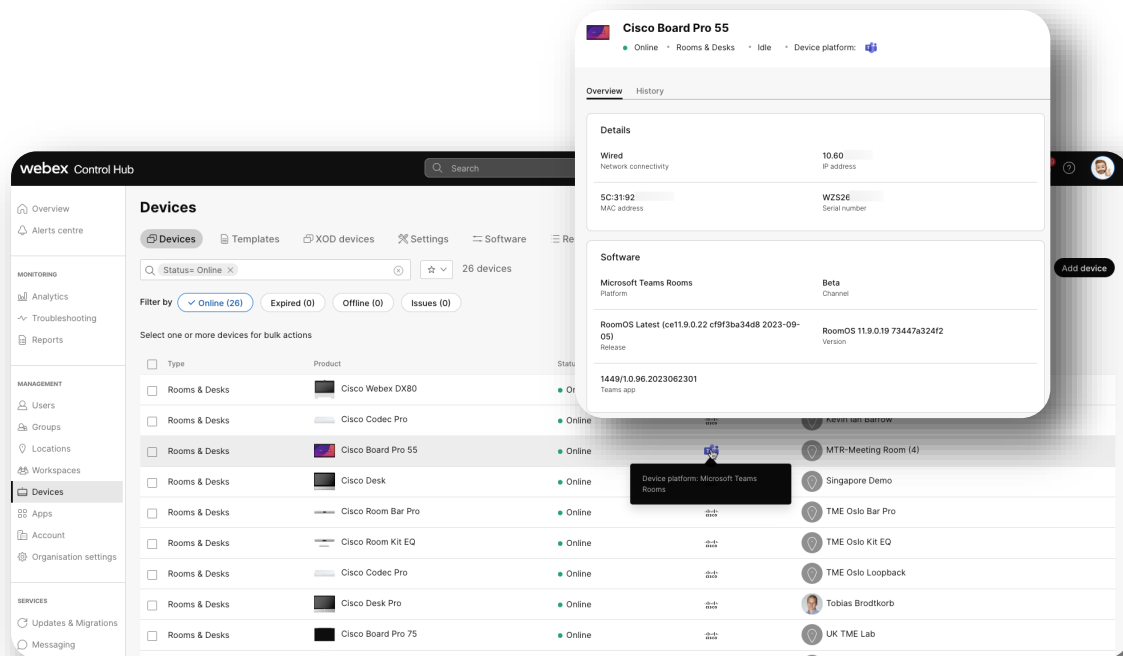 Cisco Board Pro 55
Online • Rooms & Desks • Idle • Device platform:
Overview History
Details
Wired 10.60
Network connectivity IP address
5C:31:92 WZS26
MAC address Serial number
Software
Microsoft Teams Rooms Beta
Platform Channel
RoomOS Latest (ce11.9.0.22 cf9f3ba34d8 2023-09-
05)
Release
RoomOS 11.9.0.19 73447a324f2
Version
1449/1.0.96.2023062301
Teams app
webex Control Hub
Search
Overview
Alerts centre
MONITORING
Analytics
Troubleshooting
Reports
MANAGEMENT
Users
Groups
Locations
Workspaces
Devices
Apps
Account
Organisation settings
SERVICES
Updates & Migrations
Messaging
Devices
Devices Templates XOD devices Settings Software Re
Status= Online 26 devices
Add device
Filter by Online (26) Expired (0) Offline (0) Issues (0)
Select one or more devices for bulk actions
Type Product Statu
Rooms & Desks Cisco Webex DX80 On
Rooms & Desks Cisco Codec Pro Online CISCO Kevin Ian Barrow
Rooms & Desks Cisco Board Pro 55 Online MTR-Meeting Room (4)
Device platform: Microsoft Teams
Rooms
Rooms & Desks Cisco Desk Online Singapore Demo
Rooms & Desks Cisco Room Bar Pro Online CISCO TME Oslo Bar Pro
Rooms & Desks Cisco Room Kit EQ Online CISCO TME Oslo Kit EQ
Rooms & Desks Cisco Codec Pro Online CISCO TME Oslo Loopback
Rooms & Desks Cisco Desk Pro Online CISCO Tobias Brodtkorb
Rooms & Desks Cisco Board Pro 75 Online CISCO UK TME Lab